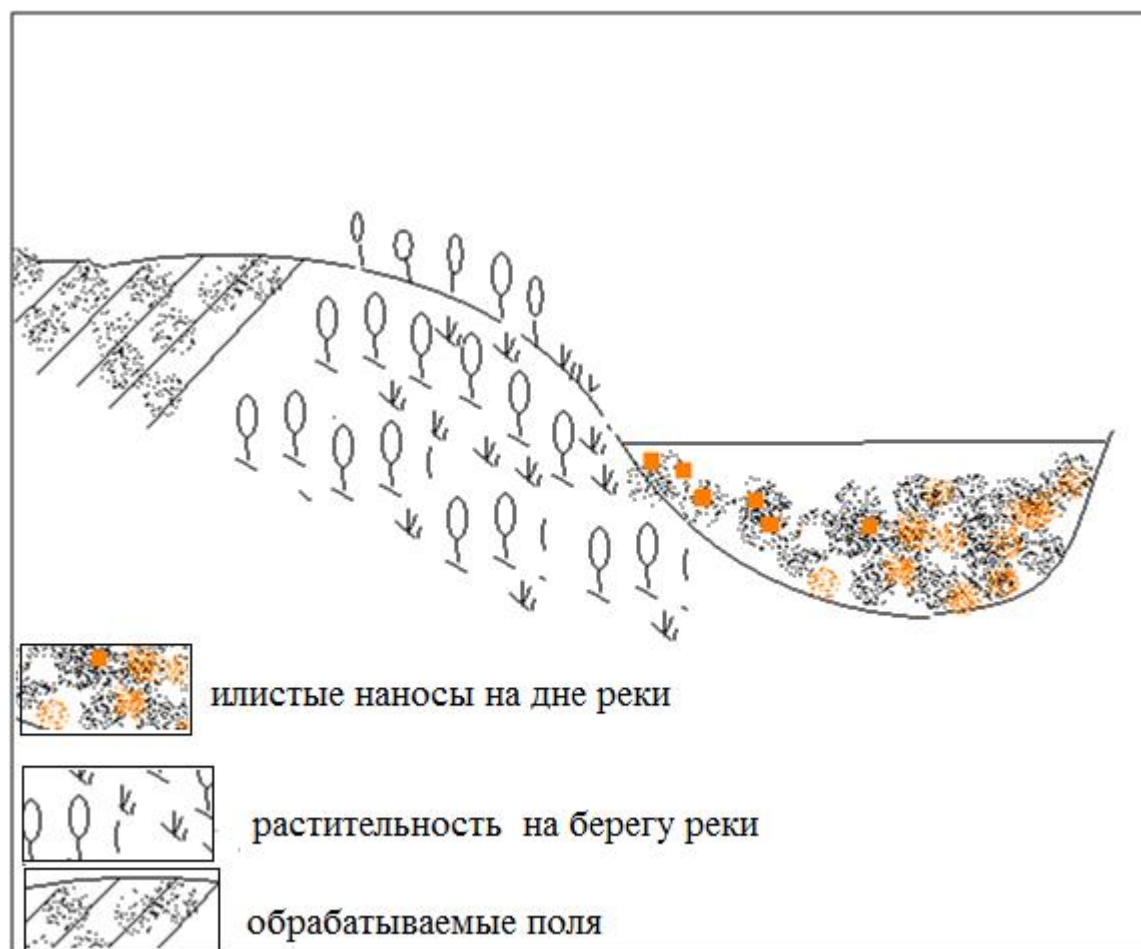 илистые наносы на дне реки
растительность на берегу реки
обрабатываемые поля